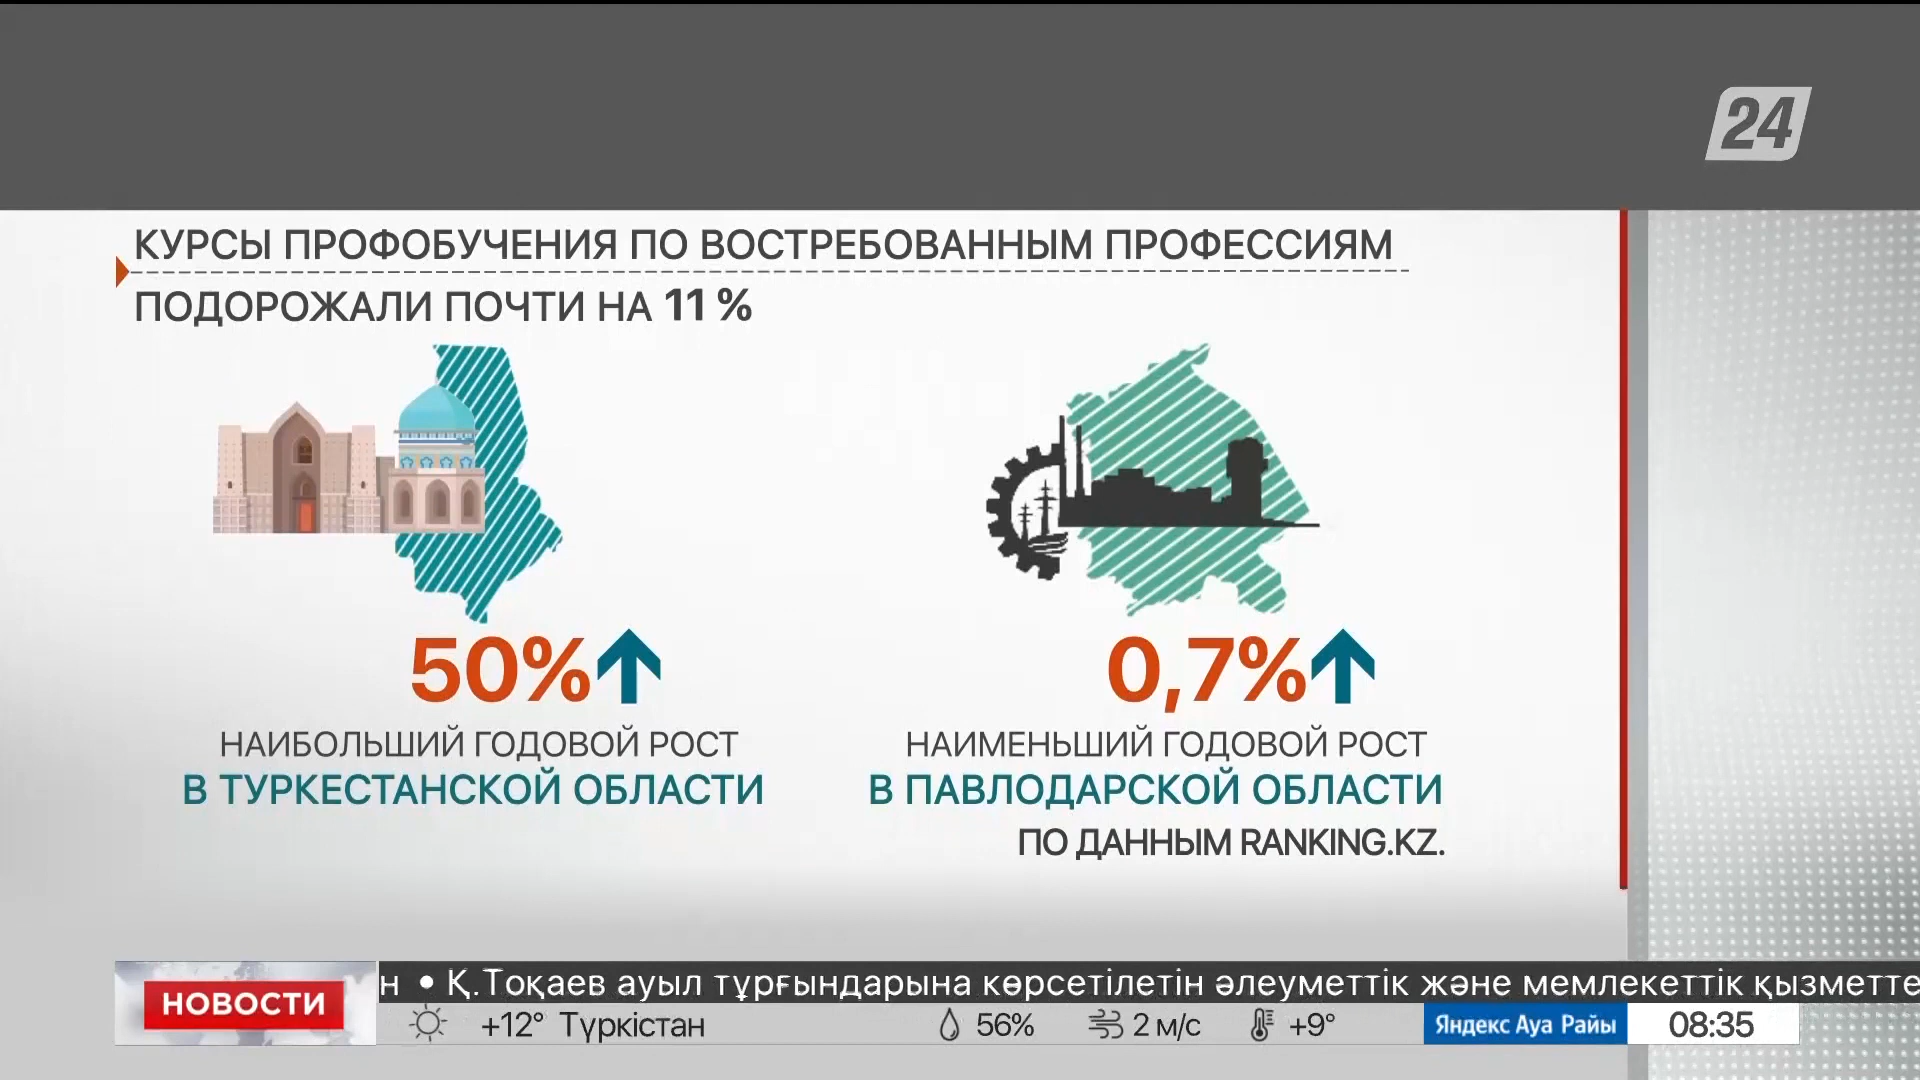 24
КУРСЫ ПРОФОБУЧЕНИЯ ПО ВОСТРЕБОВАННЫМ ПРОФЕССИЯМ
ПОДОРОЖАЛИ ПОЧТИ НА 11 %
50%
НАИБОЛЬШИЙ ГОДОВОЙ РОСТ
В ТУРКЕСТАНСКОЙ ОБЛАСТИ
0,7%
НАИМЕНЬШИЙ ГОДОВОЙ РОСТ
В ПАВЛОДАРСКОЙ ОБЛАСТИ
ПО ДАННЫМ RANKING.KZ.
НОВОСТИ
н • Қ.Тоқаев ауыл тұрғындарына көрсетілетін әлеуметтік және мемлекеттік қызметте
+12° Түркістан 56% 2 м/с +9° Яндекс Ауа Райы 08:35